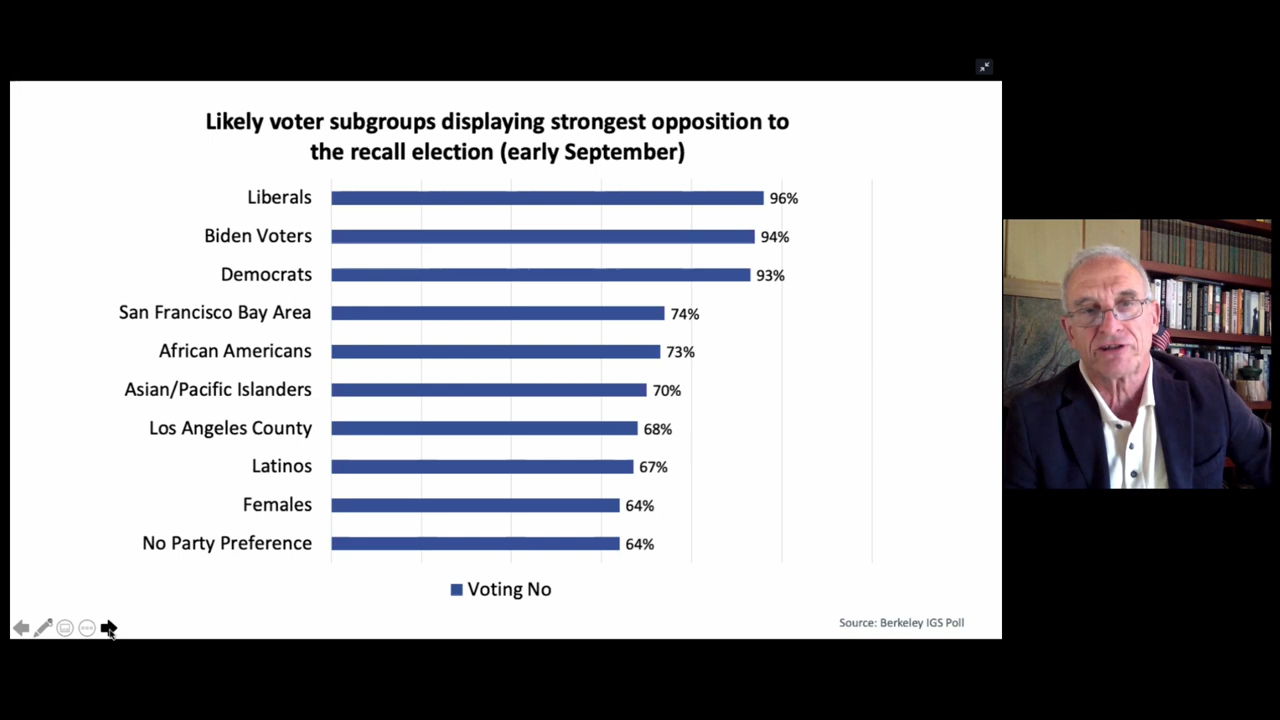 Likely voter subgroups displaying strongest opposition to
the recall election (early September)
Liberals 96%
Biden Voters 94%
Democrats 93%
San Francisco Bay Area 74%
African Americans 73%
Asian/Pacific Islanders 70%
Los Angeles County 68%
Latinos 67%
Females 64%
No Party Preference 64%
Voting No
Source: Berkeley IGS Poll